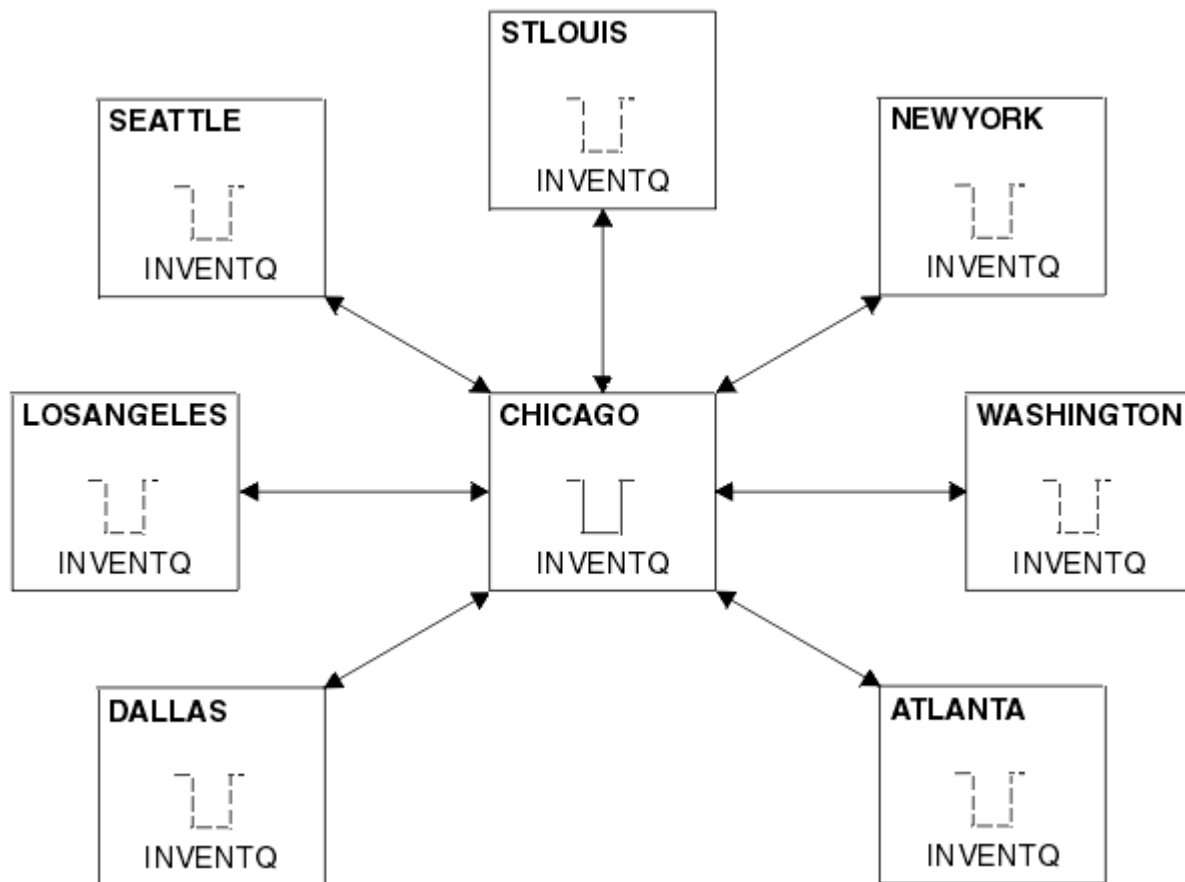 STLOUIS
INVENTQ
SEATTLE
INVENTQ
NEWYORK
INVENTQ
LOSANGELES
INVENTQ
CHICAGO
INVENTQ
WASHINGTON
INVENTQ
DALLAS
INVENTQ
ATLANTA
INVENTQ